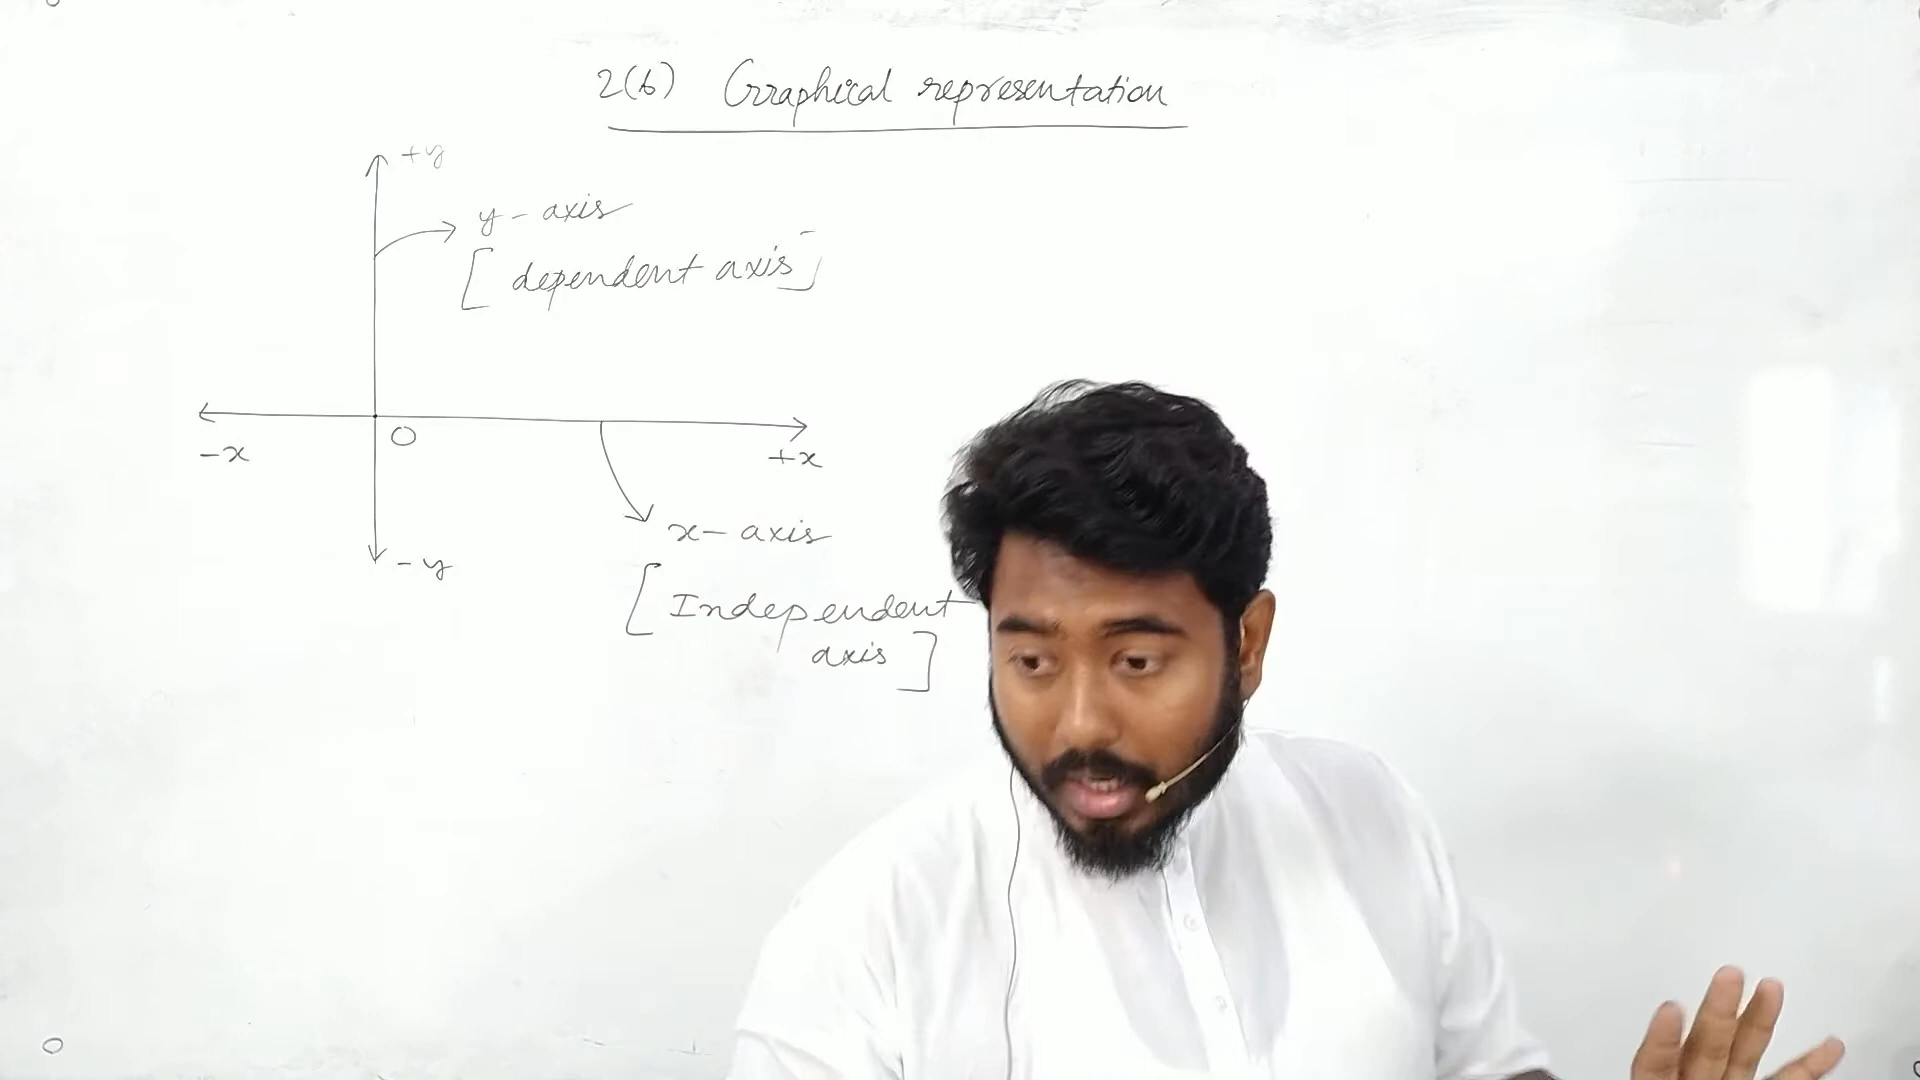 2(b) Graphical representation
+y
y - axis
[ dependent axis ]
-x
O
+x
x - axis
-y
[ Independent
axis ]